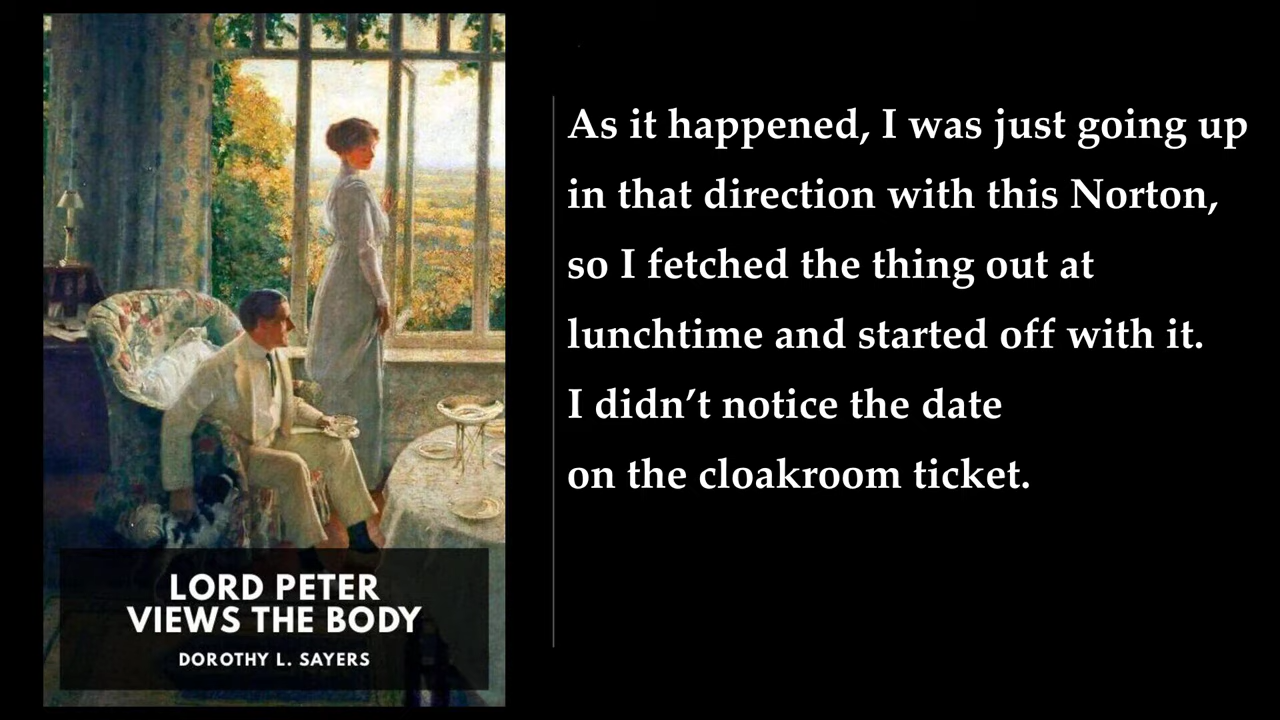 As it happened, I was just going up
in that direction with this Norton,
so I fetched the thing out at
lunchtime and started off with it.
I didn’t notice the date
on the cloakroom ticket.
LORD PETER
VIEWS THE BODY
DOROTHY L. SAYERS